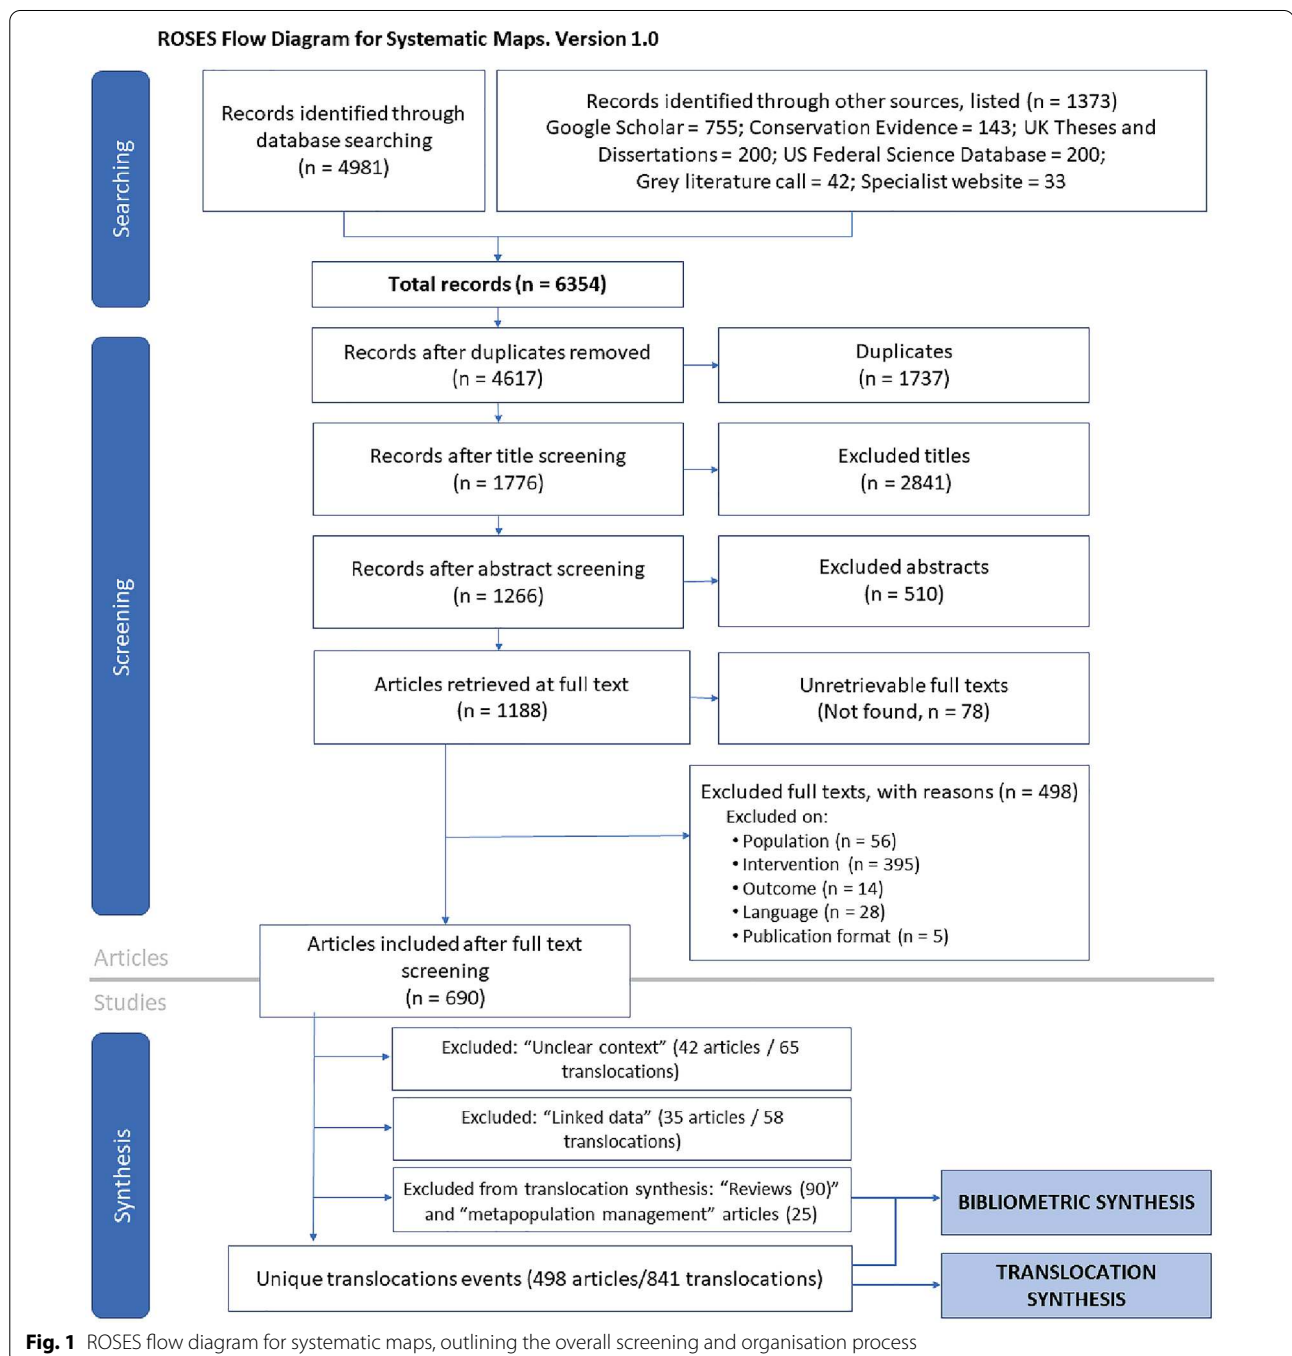 ROSES Flow Diagram for Systematic Maps. Version 1.0
Searching
Records identified through
database searching
(n = 4981)
Records identified through other sources, listed (n = 1373)
Google Scholar = 755; Conservation Evidence = 143; UK Theses and
Dissertations = 200; US Federal Science Database = 200;
Grey literature call = 42; Specialist website = 33
Total records (n = 6354)
Screening
Records after duplicates removed
(n = 4617)
Duplicates
(n = 1737)
Records after title screening
(n = 1776)
Excluded titles
(n = 2841)
Records after abstract screening
(n = 1266)
Excluded abstracts
(n = 510)
Articles retrieved at full text
(n = 1188)
Unretrievable full texts
(Not found, n = 78)
Excluded full texts, with reasons (n = 498)
Excluded on:
• Population (n = 56)
• Intervention (n = 395)
• Outcome (n = 14)
• Language (n = 28)
• Publication format (n = 5)
Articles included after full text
screening
(n = 690)
Articles
Studies
Synthesis
Excluded: “Unclear context” (42 articles / 65
translocations)
Excluded: “Linked data” (35 articles / 58
translocations)
Excluded from translocation synthesis: “Reviews (90)”
and “metapopulation management” articles (25)
BIBLIOMETRIC SYNTHESIS
Unique translocations events (498 articles/841 translocations)
TRANSLOCATION
SYNTHESIS
Fig. 1 ROSES flow diagram for systematic maps, outlining the overall screening and organisation process